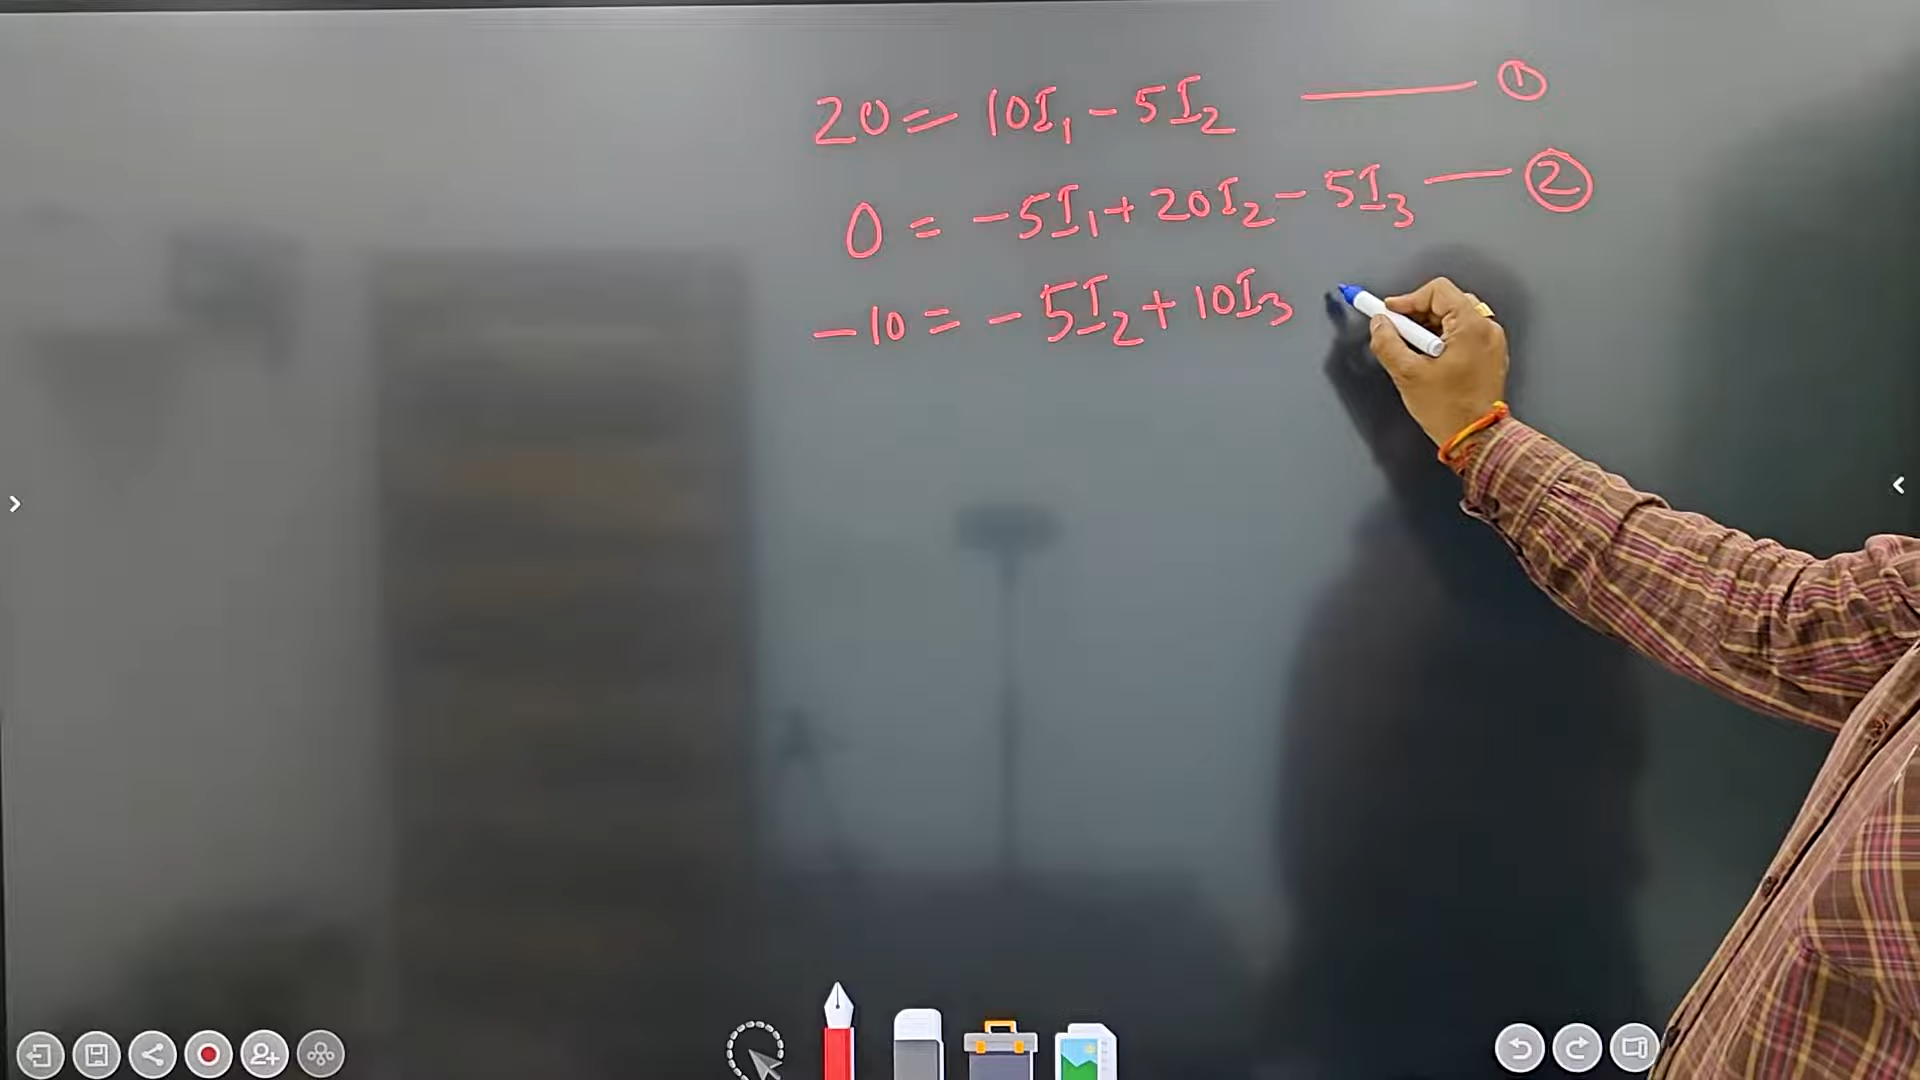 20 = 10I₁ - 5I₂ —— ①
0 = -5I₁ + 20I₂ - 5I₃ — ②
-10 = -5I₂ + 10I₃